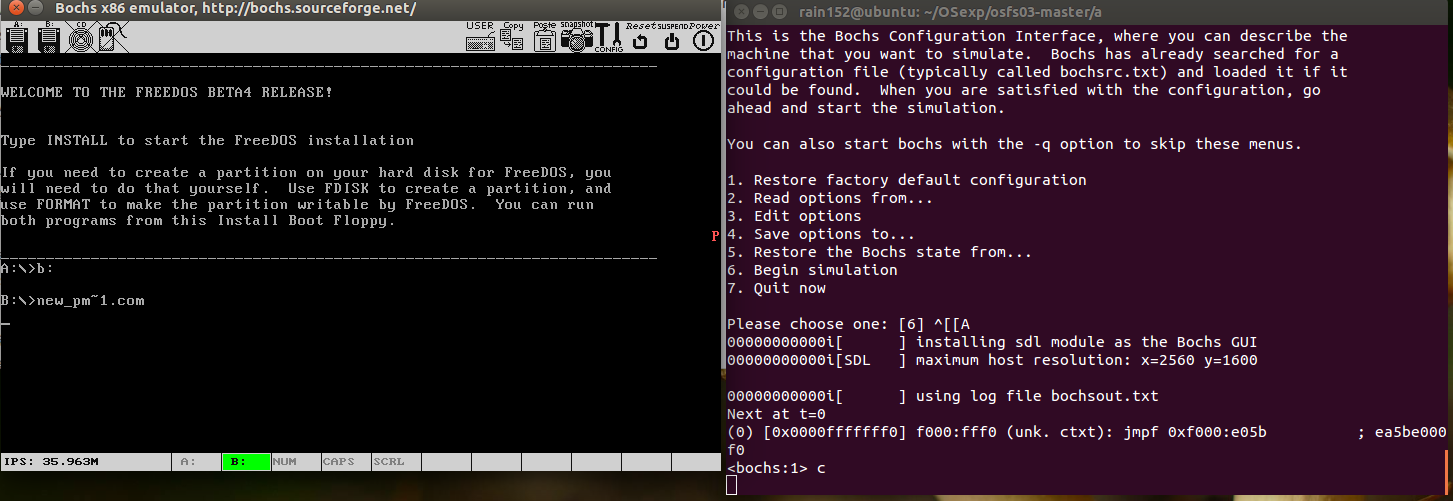 Bochs x86 emulator, http://bochs.sourceforge.net/
A: B: CD USER Copy Paste snapshot CONFIG Reset SUSPEND Power
WELCOME TO THE FREEDOS BETA4 RELEASE!
Type INSTALL to start the FreeDOS installation
If you need to create a partition on your hard disk for FreeDOS, you
will need to do that yourself.  Use FDISK to create a partition, and
use FORMAT to make the partition writable by FreeDOS.  You can run
both programs from this Install Boot Floppy.
P
A:\>b:
B:\>new_pm~1.com
IPS: 35.963M A: B: NUM CAPS SCRL
rain152@ubuntu: ~/OSexp/osfs03-master/a
This is the Bochs Configuration Interface, where you can describe the
machine that you want to simulate.  Bochs has already searched for a
configuration file (typically called bochsrc.txt) and loaded it if it
could be found.  When you are satisfied with the configuration, go
ahead and start the simulation.
You can also start bochs with the -q option to skip these menus.
1. Restore factory default configuration
2. Read options from...
3. Edit options
4. Save options to...
5. Restore the Bochs state from...
6. Begin simulation
7. Quit now
Please choose one: [6] ^[[A
00000000000i[      ] installing sdl module as the Bochs GUI
00000000000i[SDL   ] maximum host resolution: x=2560 y=1600
00000000000i[      ] using log file bochsout.txt
Next at t=0
(0) [0x0000fffffff0] f000:fff0 (unk. ctxt): jmpf 0xf000:e05b          ; ea5be000
f0
<bochs:1> c